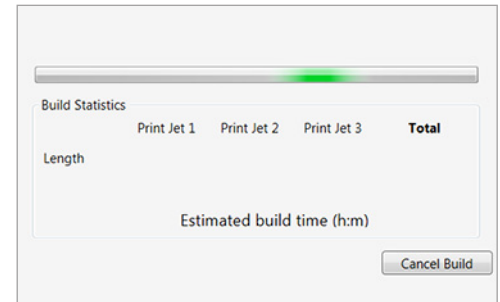 Build Statistics
Print Jet 1 Print Jet 2 Print Jet 3 Total
Length
Estimated build time (h:m)
Cancel Build